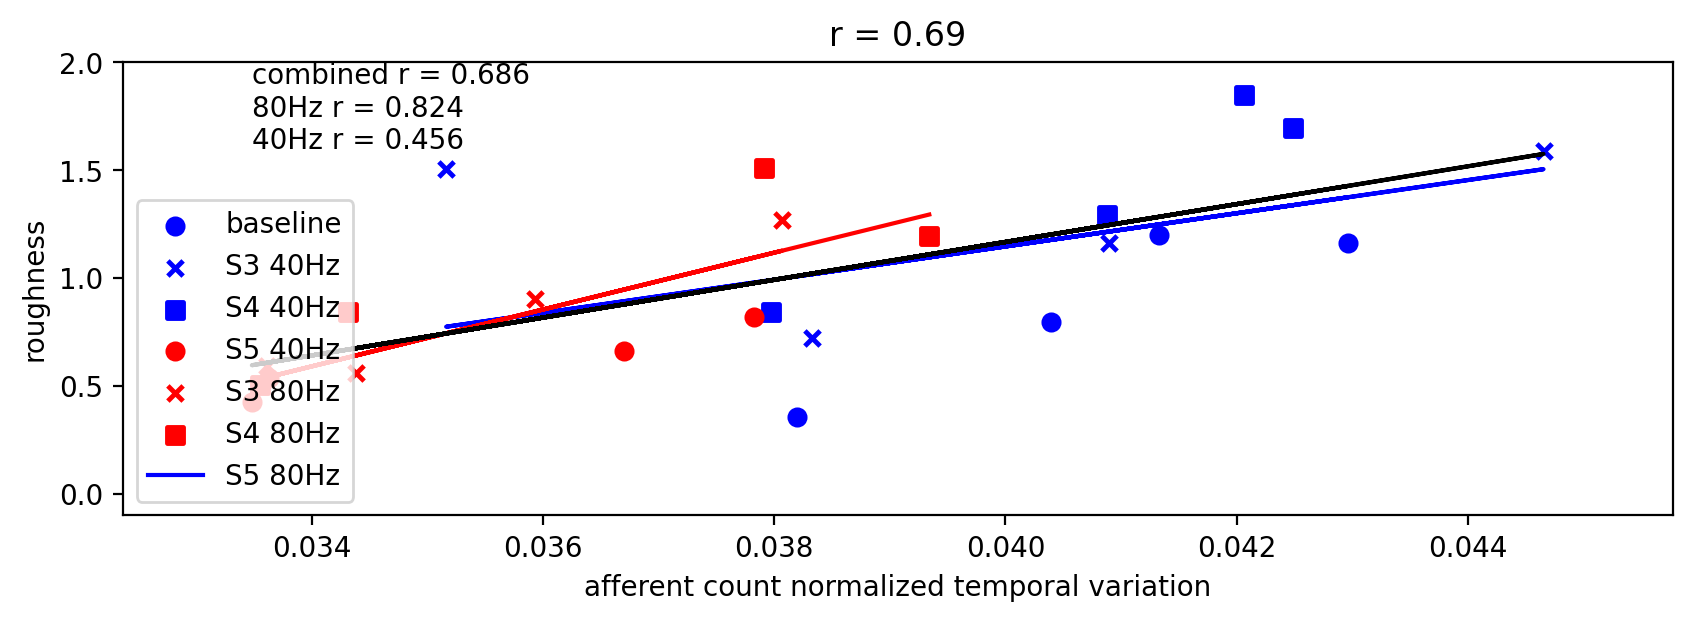 r = 0.69
combined r = 0.686
80Hz r = 0.824
40Hz r = 0.456
2.0
1.5
1.0
0.5
0.0
roughness
baseline
S3 40Hz
S4 40Hz
S5 40Hz
S3 80Hz
S4 80Hz
S5 80Hz
0.034 0.036 0.038 0.040 0.042 0.044
afferent count normalized temporal variation